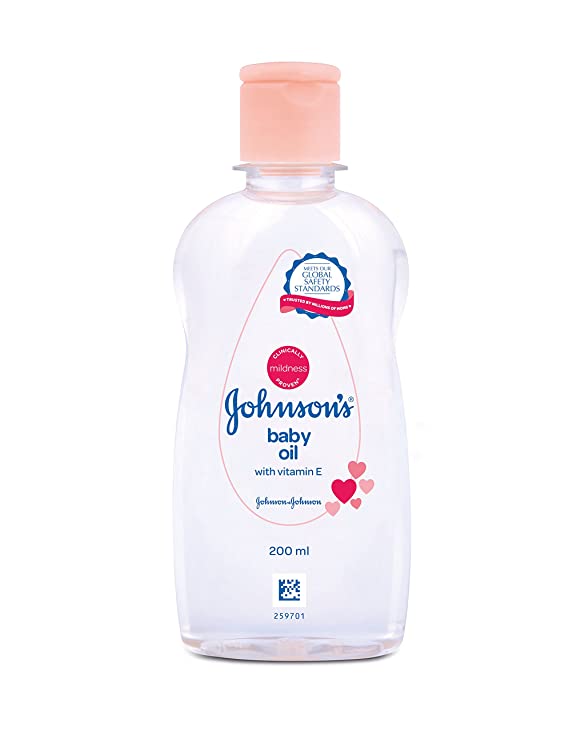 MEETS OUR
GLOBAL
SAFETY
STANDARDS
TRUSTED BY MILLIONS OF MOMS
CLINICALLY
mildness
PROVEN*
Johnson's®
baby
oil
with vitamin E
Johnson & Johnson
200 ml
259701